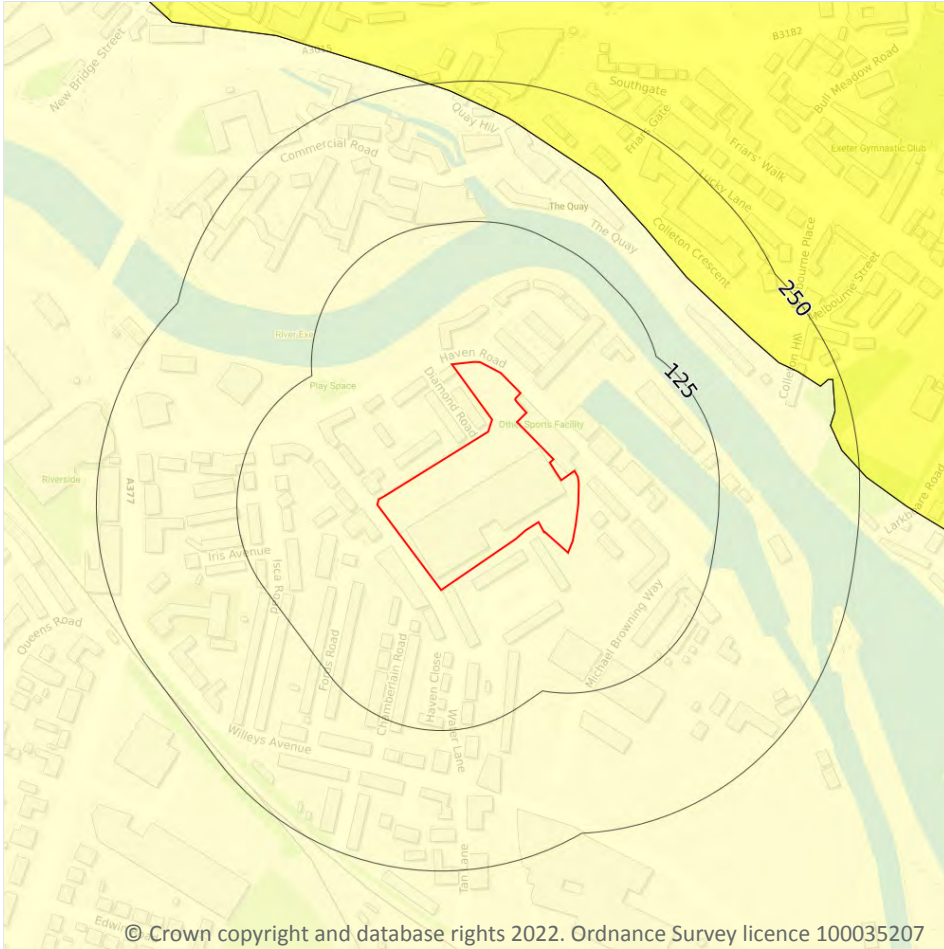 New Bridge Street
A3015
B3182
Bull Meadow Road
Southgate
Quay Hill
Friars Gate
Friars' Walk
Exeter Gymnastic Club
Commercial Road
Lucky Lane
The Quay
The Quay
Colleton Crescent
bourne Place
Melbourne Street
250
River Exe
Haven Road
Colleton Hill
125
Play Space
Diamond Road
Other Sports Facility
Riverside
A377
Larkbeare Road
Iris Avenue
Isca Road
Queens Road
Fords Road
Chamberlain Road
Haven Close
Michael Browning Way
Water Lane
Willeys Avenue
Tan Lane
Edwin
© Crown copyright and database rights 2022. Ordnance Survey licence 100035207